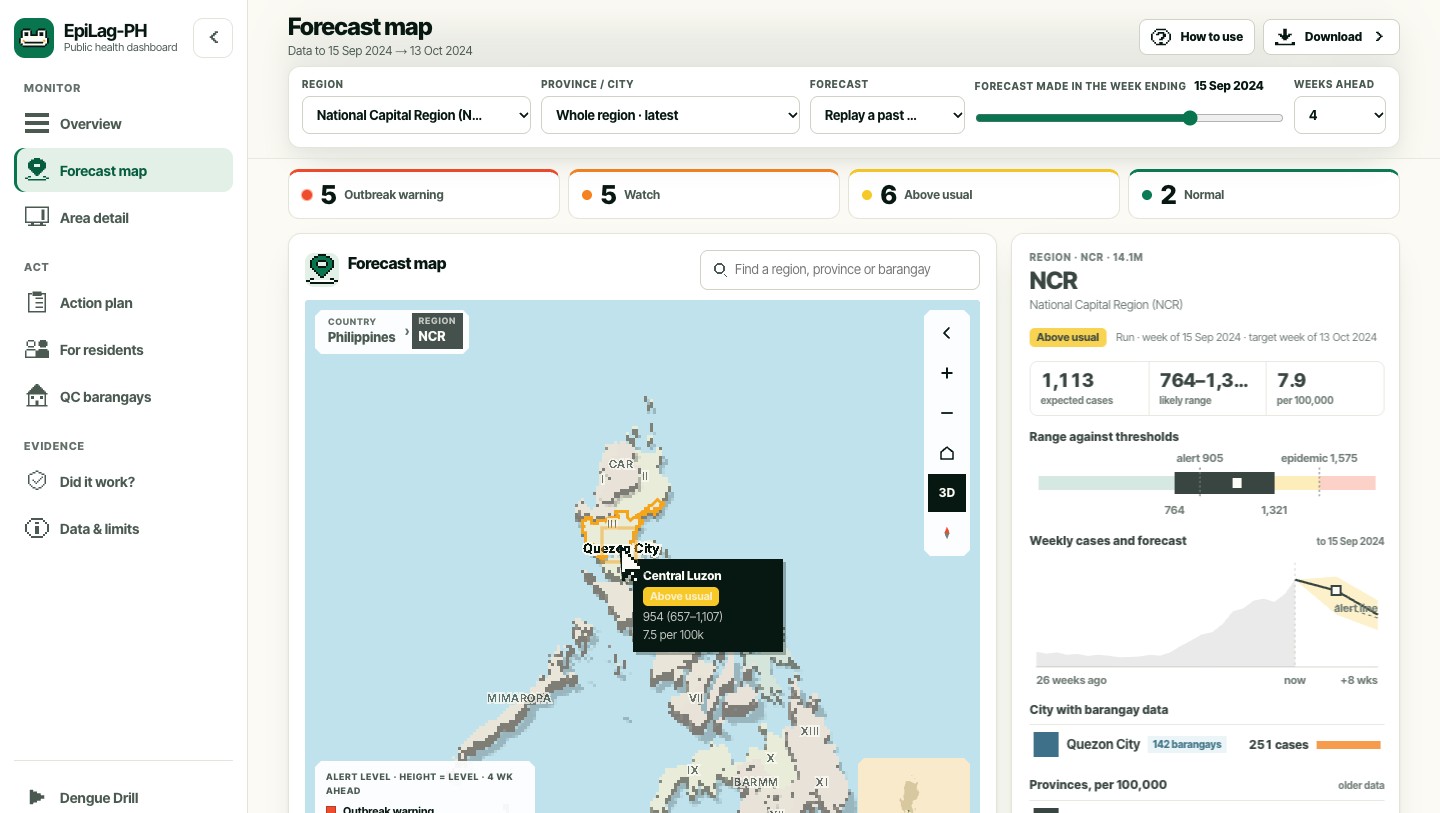 EpiLag-PH
Public health dashboard
MONITOR
Overview
Forecast map
Area detail
ACT
Action plan
For residents
QC barangays
EVIDENCE
Did it work?
Data & limits
Dengue Drill
Forecast map
Data to 15 Sep 2024 → 13 Oct 2024
How to use
Download
REGION
National Capital Region (N...
PROVINCE / CITY
Whole region · latest
FORECAST
Replay a past ...
FORECAST MADE IN THE WEEK ENDING 15 Sep 2024
WEEKS AHEAD
4
5 Outbreak warning
5 Watch
6 Above usual
2 Normal
Forecast map
Find a region, province or barangay
COUNTRY
Philippines
›
REGION
NCR
3D
CAR
I
II
III
Quezon City
Central Luzon
Above usual
954 (657–1,107)
7.5 per 100k
MIMAROPA
VII
XIII
IX
X
BARMM
XI
ALERT LEVEL · HEIGHT = LEVEL · 4 WK
AHEAD
Outbreak warning
REGION · NCR · 14.1M
NCR
National Capital Region (NCR)
Above usual
Run · week of 15 Sep 2024 · target week of 13 Oct 2024
1,113
expected cases
764–1,3...
likely range
7.9
per 100,000
Range against thresholds
alert 905
epidemic 1,575
764
1,321
Weekly cases and forecast
to 15 Sep 2024
alert line
26 weeks ago
now
+8 wks
City with barangay data
Quezon City
142 barangays
251 cases
Provinces, per 100,000
older data